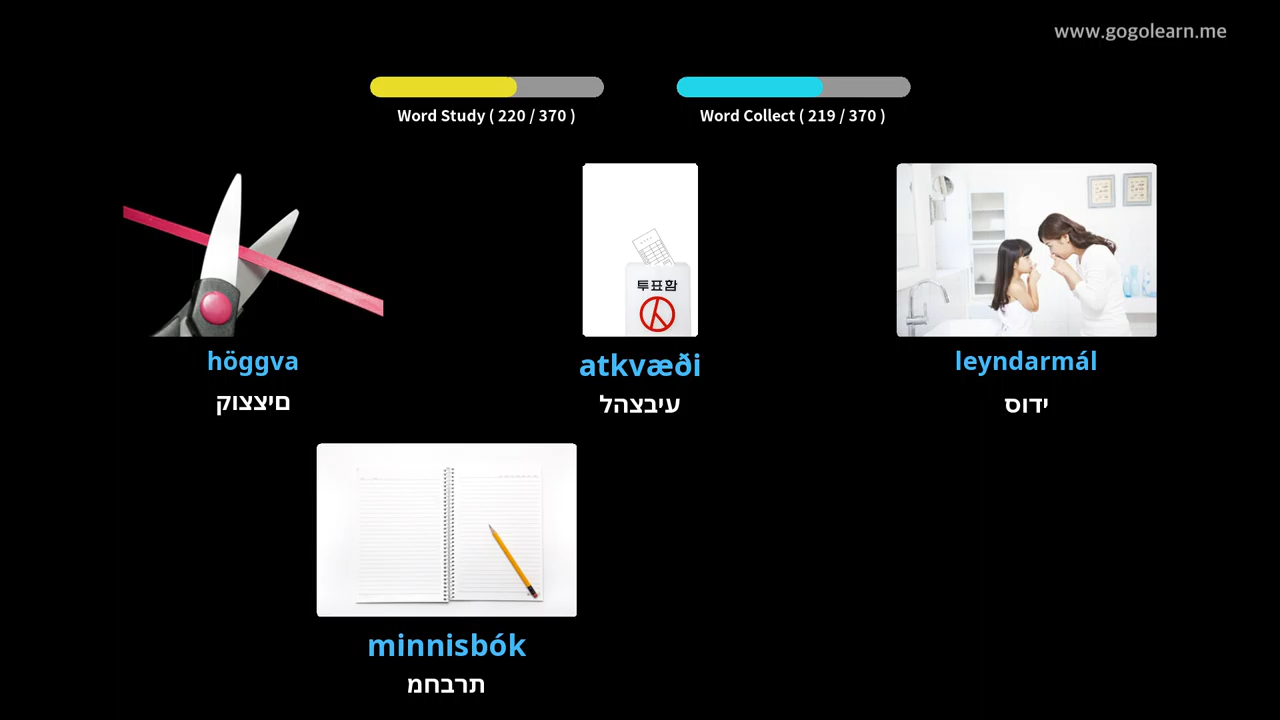 www.gogolearn.me
Word Study ( 220 / 370 )
Word Collect ( 219 / 370 )
투표함
höggva
םיצצוק
atkvæði
עיבצהל
leyndarmál
ידוס
minnisbók
תרבחמ